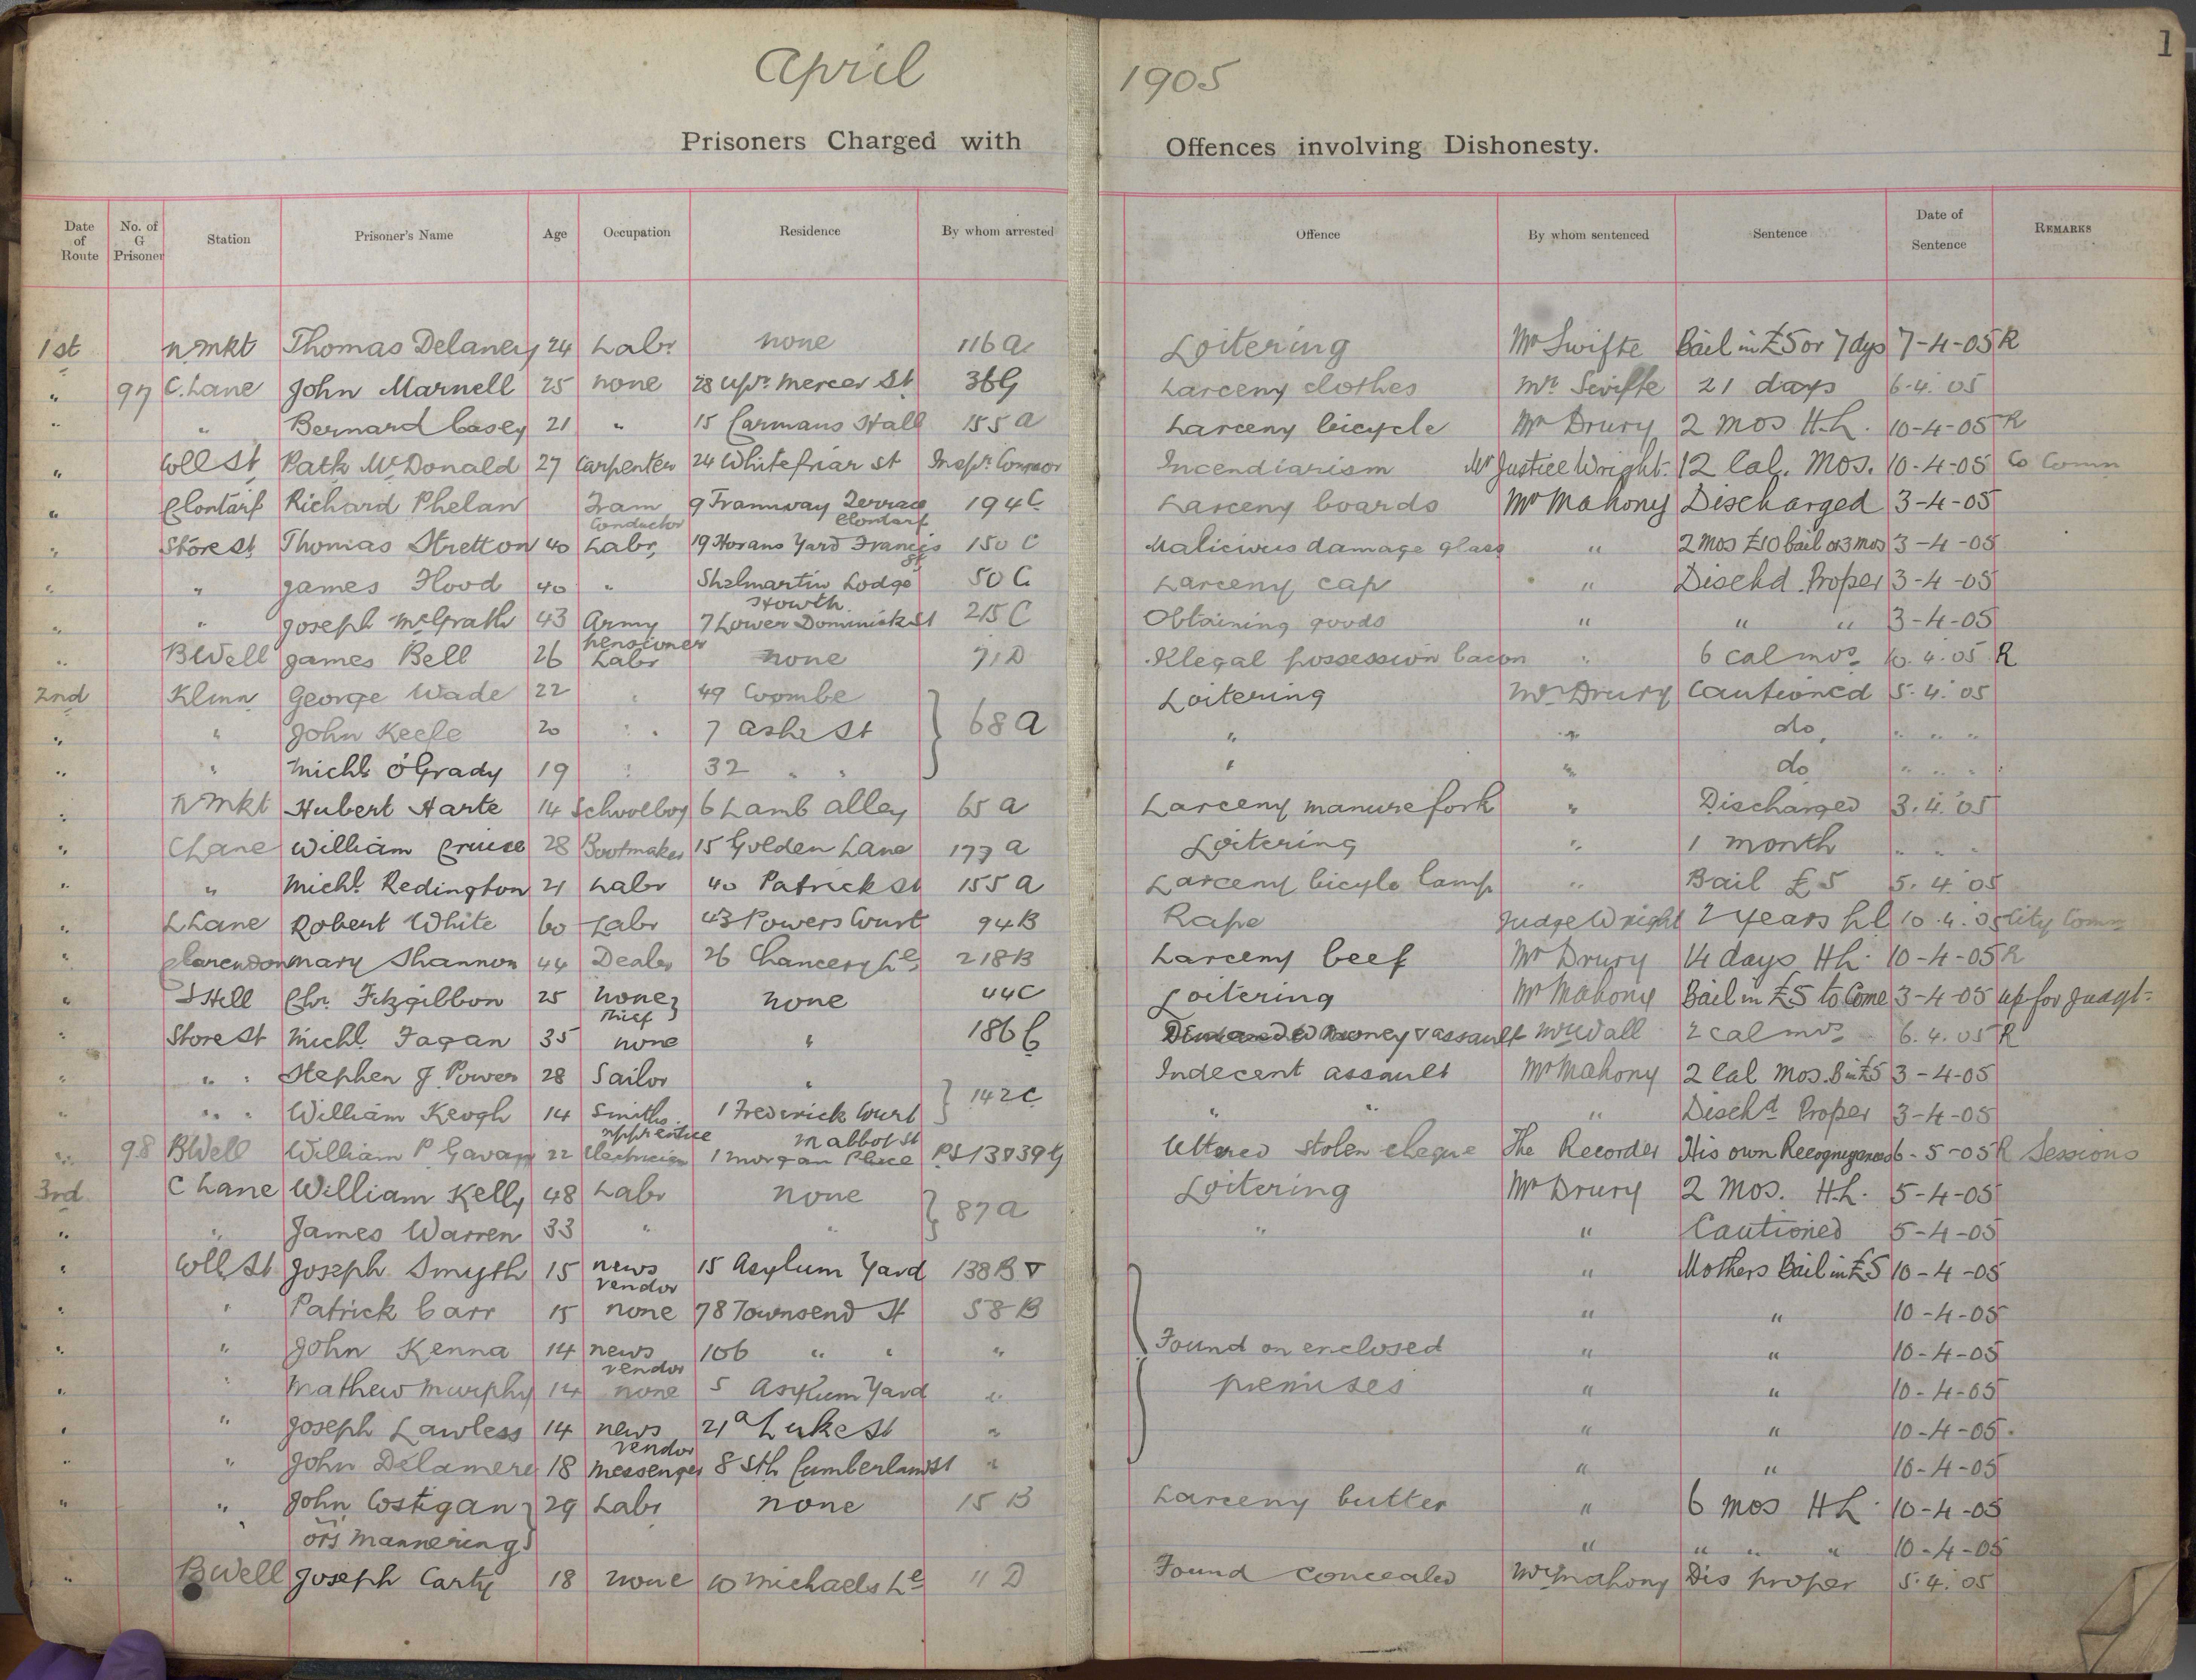 1
April 1905
Prisoners Charged with Offences involving Dishonesty.
Date of Route No. of G Prisoner Station Prisoner's Name Age Occupation Residence By whom arrested Offence By whom sentenced Sentence Date of Sentence REMARKS
1st N.Mkt Thomas Delaney 24 Labr. none 116 A Loitering Mr Swifte Bail in £5 or 7 dys 7-4-05 R
" 97 C. Lane John Marnell 25 none 28 Upr. Mercer St 36 G Larceny clothes Mr. Swifte 21 days 6.4.05
" " Bernard Casey 21 " 15 Carmans Hall 155 A Larceny bicycle Mr Drury 2 mos H.L. 10-4-05 R
" Coll St. Patk McDonald 27 Carpenter 24 Whitefriar St Inspr. Connor Incendiarism Mr Justice Wright 12 Cal. Mos. 10-4-05 Co Comn
" Clontarf Richard Phelan Tram Conductor 9 Tramway Terrace Clontarf 194 C Larceny boards Mr Mahony Discharged 3-4-05
" Store St Thomas Stretton 40 Labr. 19 Horans Yard Francis St 150 C Malicious damage glass " 2 mos £10 bail or 3 mos 3-4-05
" " James Flood 40 " Shelmartin Lodge Howth 50 C Larceny cap " Dischd. Proper 3-4-05
" " Joseph McGrath 43 Army pensioner 7 Lower Dominick St 215 C Obtaining goods " " " 3-4-05
" BWell James Bell 26 Labr none 71 D Illegal possession bacon " 6 cal mos 10.4.05 R
2nd Klmn George Wade 22 " 49 Coombe } 68 A Loitering Mr Drury Cautioned 5.4.05
" " John Keefe 20 " 7 Ashe St " " do. " " "
" " Michl. O'Grady 19 " 32 " " " " do " " "
" N Mkt Hubert Harte 14 Schoolboy 6 Lamb Alley 65 A Larceny manure fork " Discharged 3.4.05
" C Lane William Cruise 28 Bootmaker 15 Golden Lane 177 A Loitering " 1 month " " "
" " Michl. Redington 21 Labr 40 Patrick St 155 A Larceny bicycle lamp " Bail £5 5.4.05
" L Lane Robert White 60 Labr 43 Powers Court 94 B Rape Judge Wright 2 years hl 10.4.05 City Comn
" Clarendon Mary Shannon 44 Dealer 26 Chancery Le 218 B Larceny beef Mr Drury 14 days H.L. 10-4-05 R
" Chr. Fitzgibbon 25 none } thief none 44 C Loitering Mr Mahony Bail in £5 to Come up for Judgt. 3-4-05
" Store St Michl. Fagan 35 none " 186 C Demanded Money & assault Mr Wall 2 cal mos 6.4.05 R
" " " Stephen J. Power 28 Sailor " } 142 C Indecent assault Mr Mahony 2 Cal Mos. B in £5 3-4-05
" " " William Keogh 14 Smiths apprentice 1 Frederick Court " " " Dischd Proper 3-4-05
" 98 BWell William P. Gavan 22 Electrician 1 Morgan Place Mabbot St PS 13 & 39 G Uttered stolen cheque The Recorder His own Recognizances 6-5-05 R Sessions
3rd C Lane William Kelly 48 Labr none } 87 A Loitering Mr Drury 2 Mos. H.L. 5-4-05
" " James Warren 33 " " " " Cautioned 5-4-05
" Coll St. Joseph Smyth 15 news vendor 15 Asylum Yard 138 B & " Mothers Bail in £5 10-4-05
" " Patrick Carr 15 none 78 Townsend St 58 B " " 10-4-05
" " John Kenna 14 news vendor 106 " " " Found on enclosed " " 10-4-05
" " Mathew Murphy 14 none 5 Asylum Yard " premises " " 10-4-05
" " Joseph Lawless 14 news vendor 21a Luke St " " " 10-4-05
" " John Delamere 18 messenger 8 Sth Cumberland St " " " 10-4-05
" " John Costigan } 29 Labr none 15 B Larceny butter " 6 mos HL. 10-4-05
" ors Mannering } " " " " 10-4-05
" BWell Joseph Carty 18 none 10 Michaels Le 11 D Found concealed Mr Mahony Dis proper 5.4.05